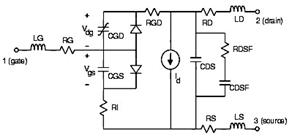 +
RGD
RD
LD
2 (drain)
Vdg
CGD
LG
RG
-
RDSF
1 (gate)
+
Vgs
CGS
Id
CDS
CDSF
-
RI
RS
LS
3 (source)